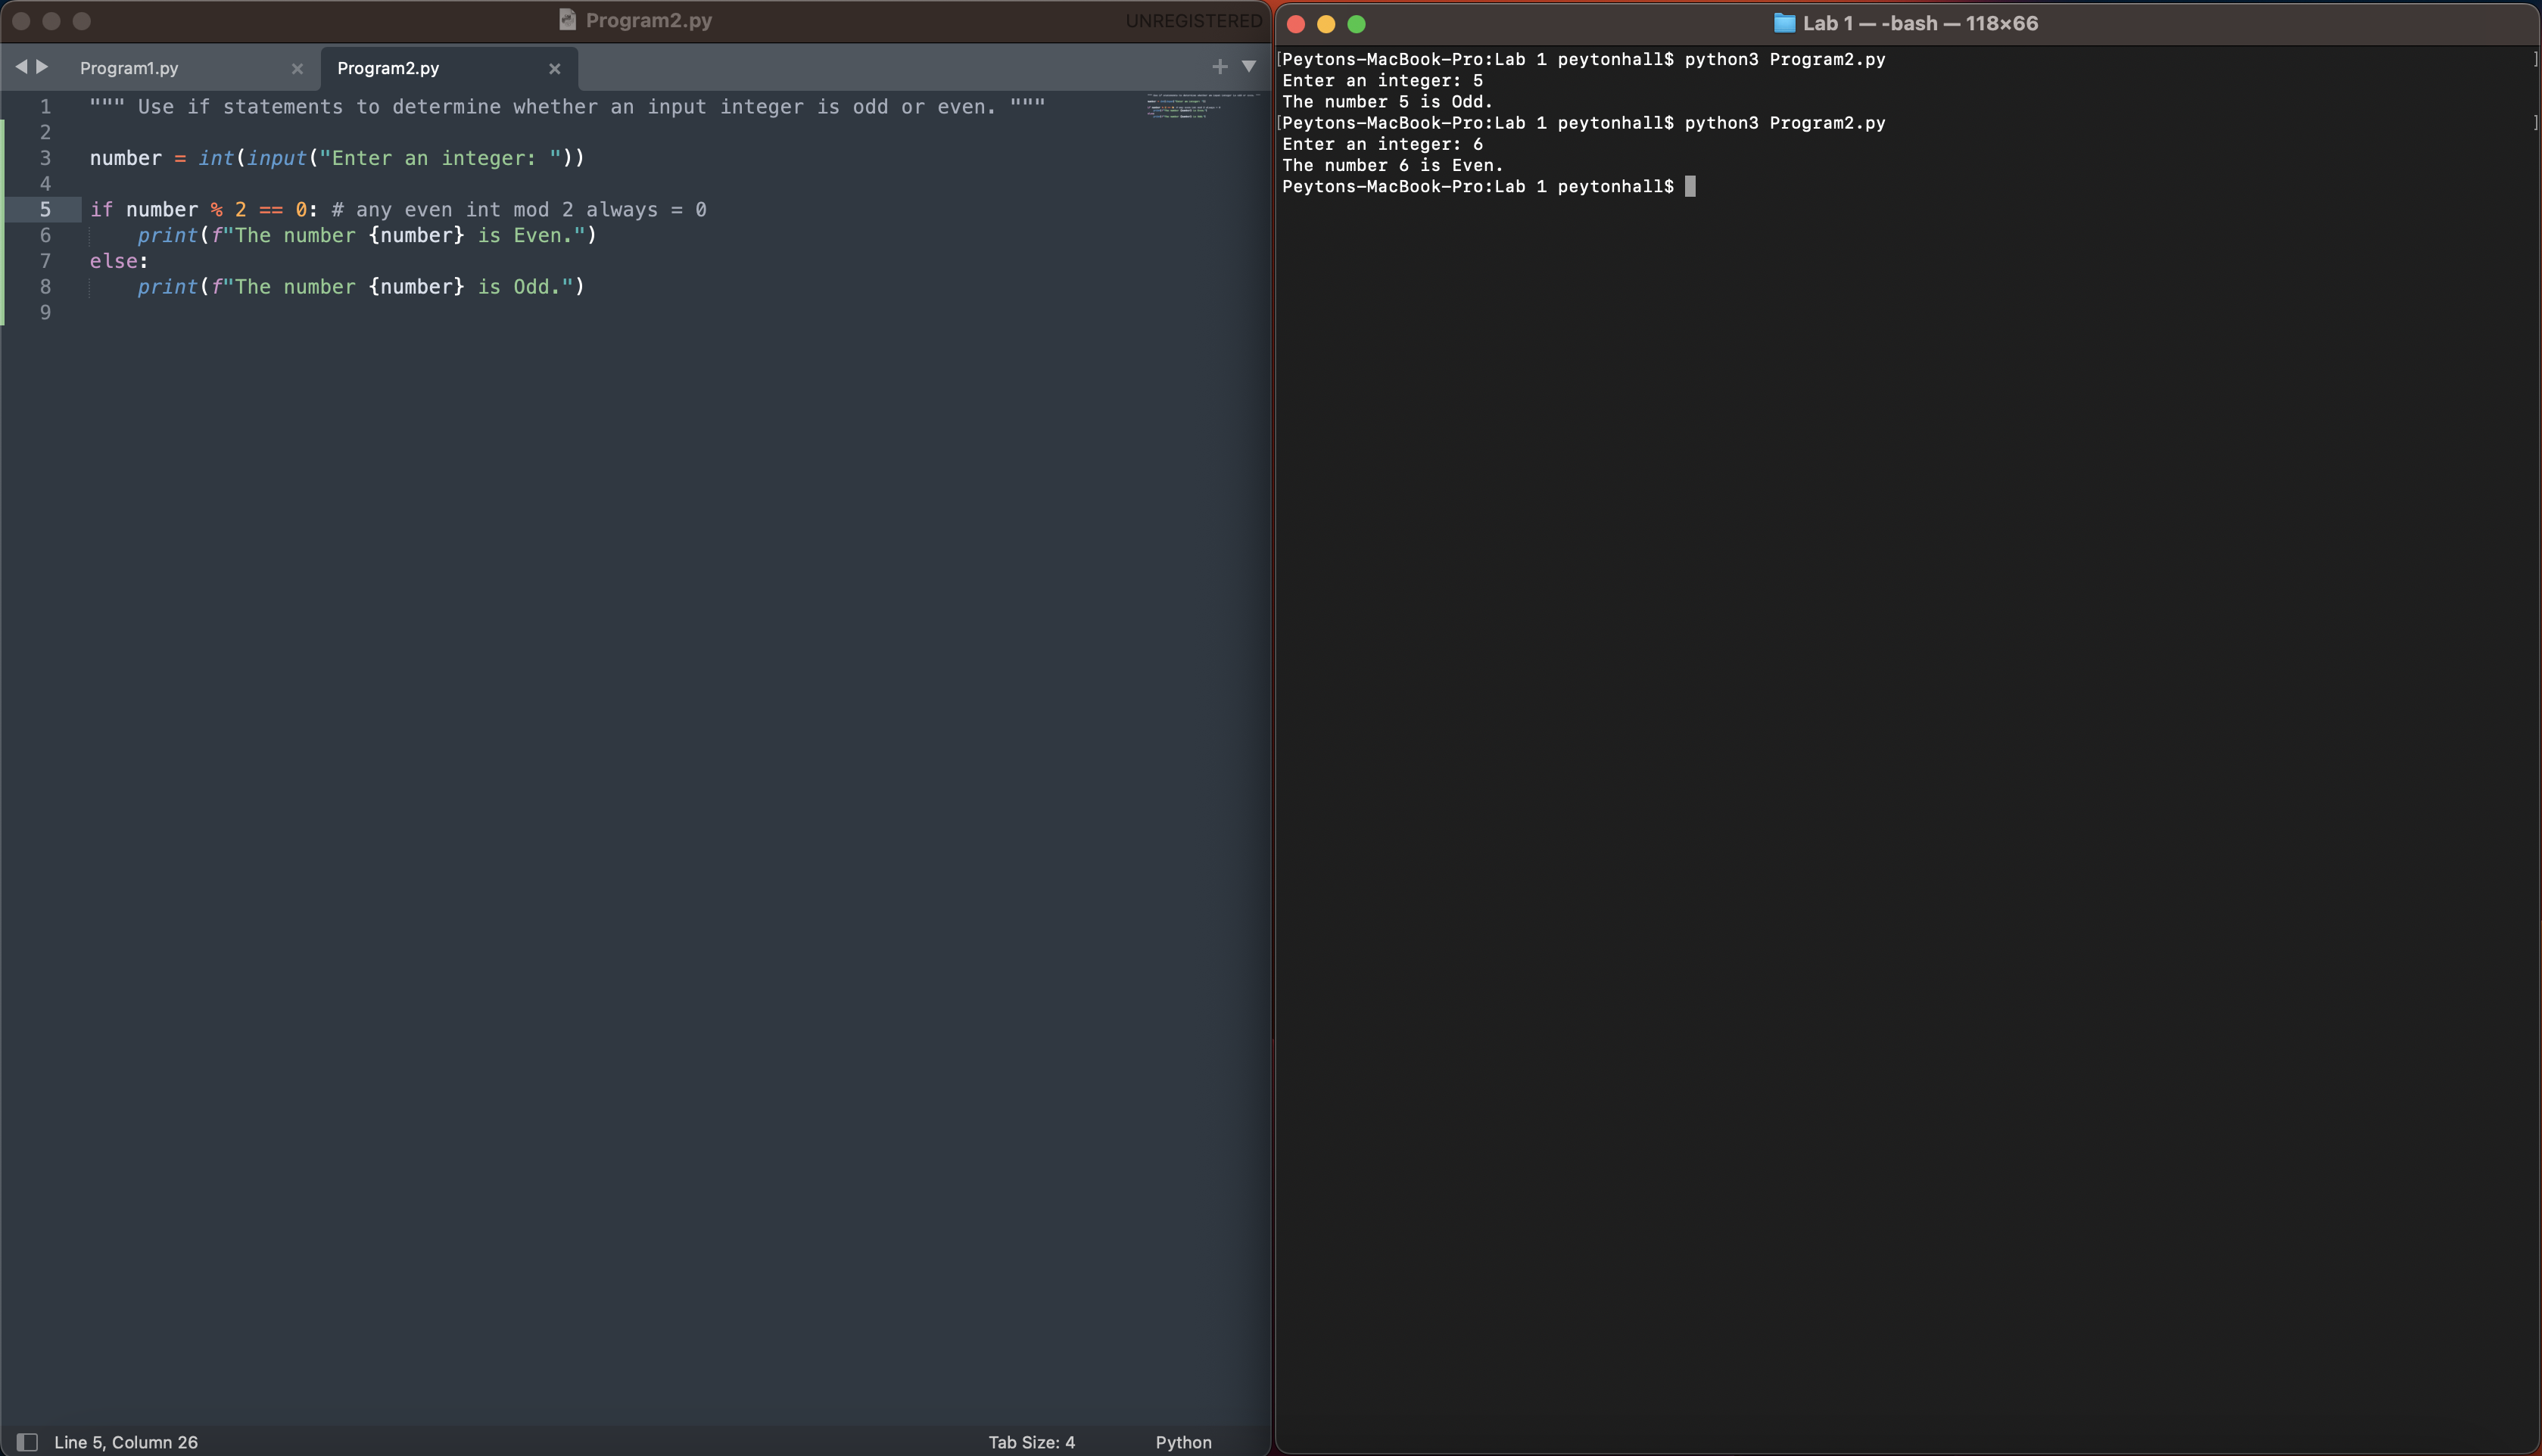 Program2.py
UNREGISTERED
Program1.py
Program2.py
1 """ Use if statements to determine whether an input integer is odd or even. """
2
3 number = int(input("Enter an integer: "))
4
5 if number % 2 == 0: # any even int mod 2 always = 0
6     print(f"The number {number} is Even.")
7 else:
8     print(f"The number {number} is Odd.")
9
Line 5, Column 26
Tab Size: 4
Python
Lab 1 — -bash — 118×66
[Peytons-MacBook-Pro:Lab 1 peytonhall$ python3 Program2.py ]
Enter an integer: 5
The number 5 is Odd.
[Peytons-MacBook-Pro:Lab 1 peytonhall$ python3 Program2.py ]
Enter an integer: 6
The number 6 is Even.
Peytons-MacBook-Pro:Lab 1 peytonhall$